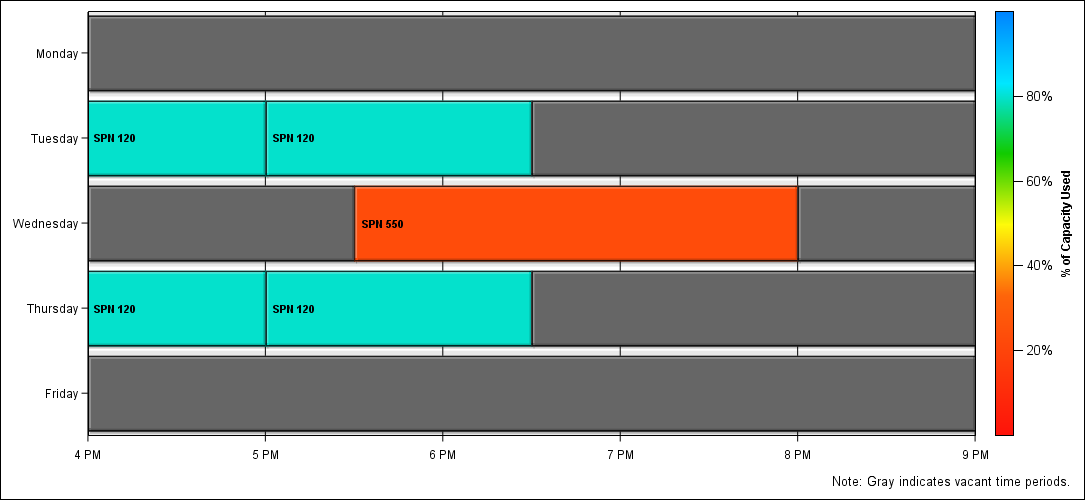 Monday
Tuesday
SPN 120
SPN 120
Wednesday
SPN 550
Thursday
SPN 120
SPN 120
Friday
4 PM
5 PM
6 PM
7 PM
8 PM
9 PM
80%
60%
40%
20%
% of Capacity Used
Note: Gray indicates vacant time periods.